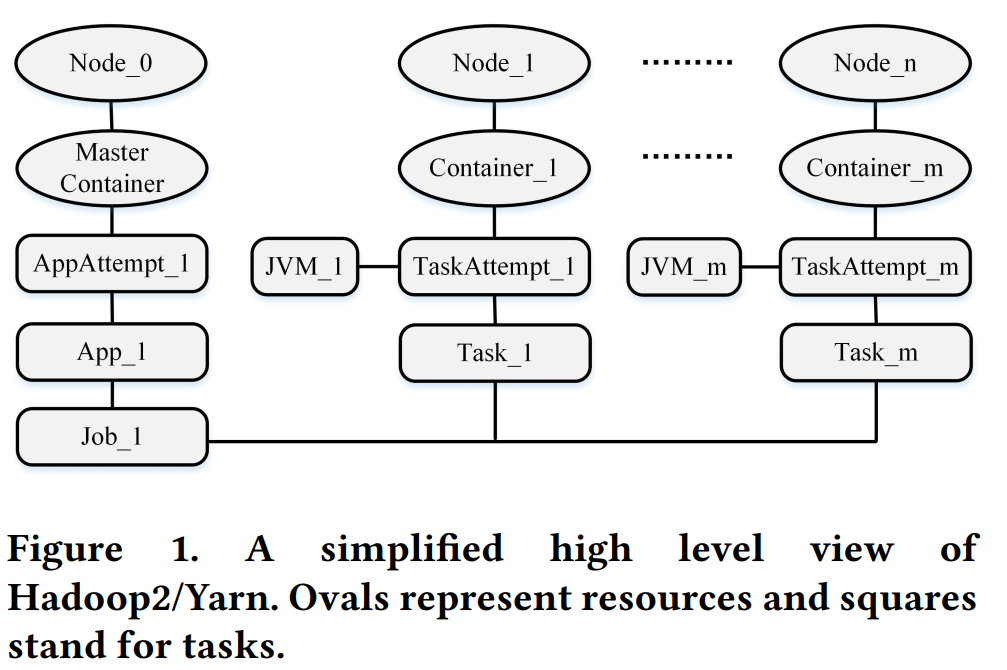 Node_0
Node_1
.........
Node_n
Master
Container
Container_1
.........
Container_m
AppAttempt_1
JVM_1
TaskAttempt_1
JVM_m
TaskAttempt_m
App_1
Task_1
Task_m
Job_1
Figure 1. A simplified high level view of
Hadoop2/Yarn. Ovals represent resources and squares
stand for tasks.